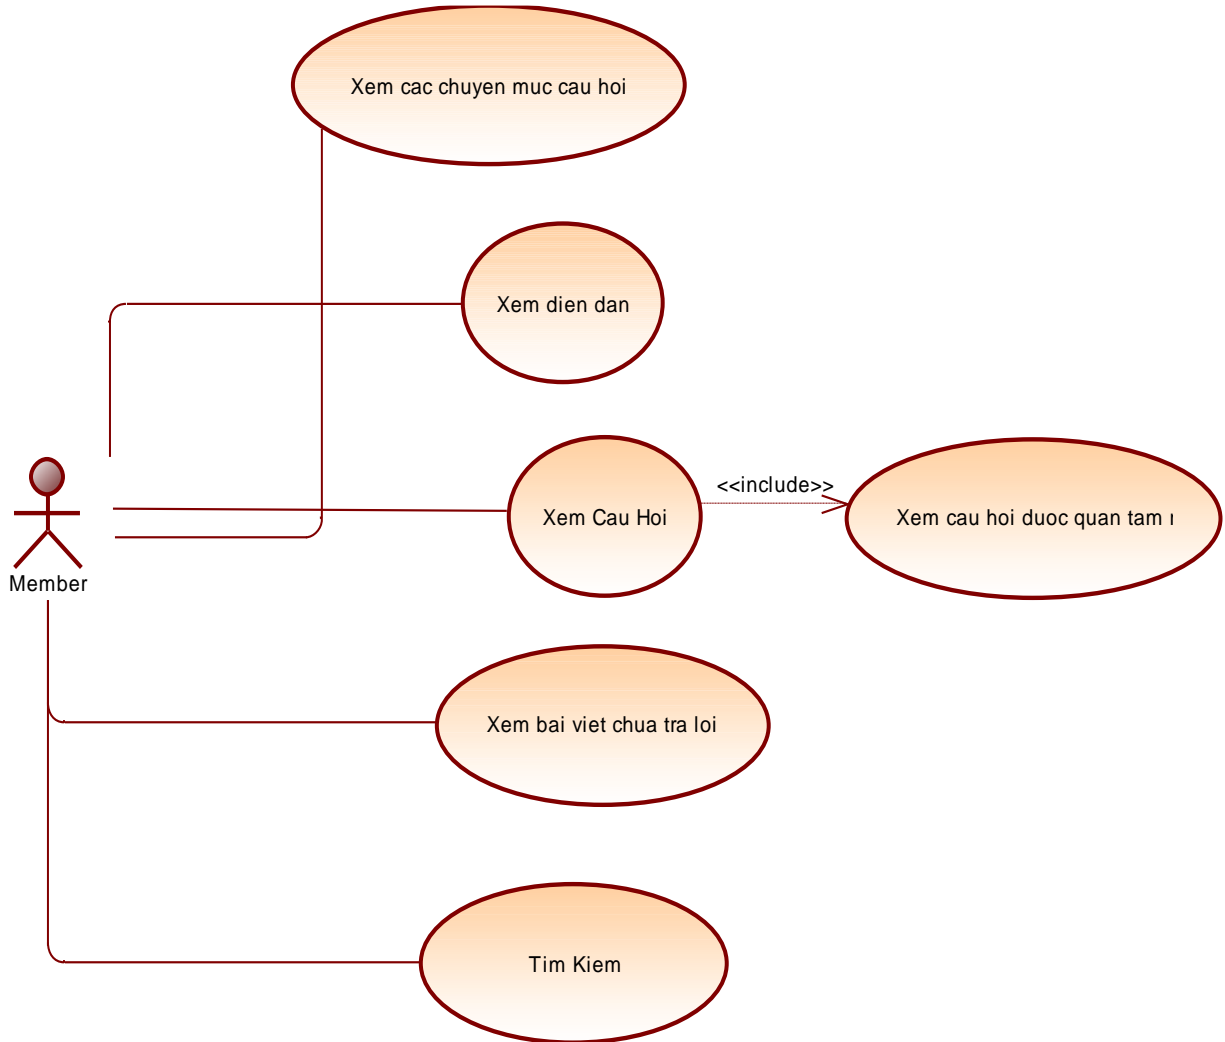 Xem cac chuyen muc cau hoi
Xem dien dan
<<include>>
Xem Cau Hoi
Xem cau hoi duoc quan tam
Member
Xem bai viet chua tra loi
Tim Kiem